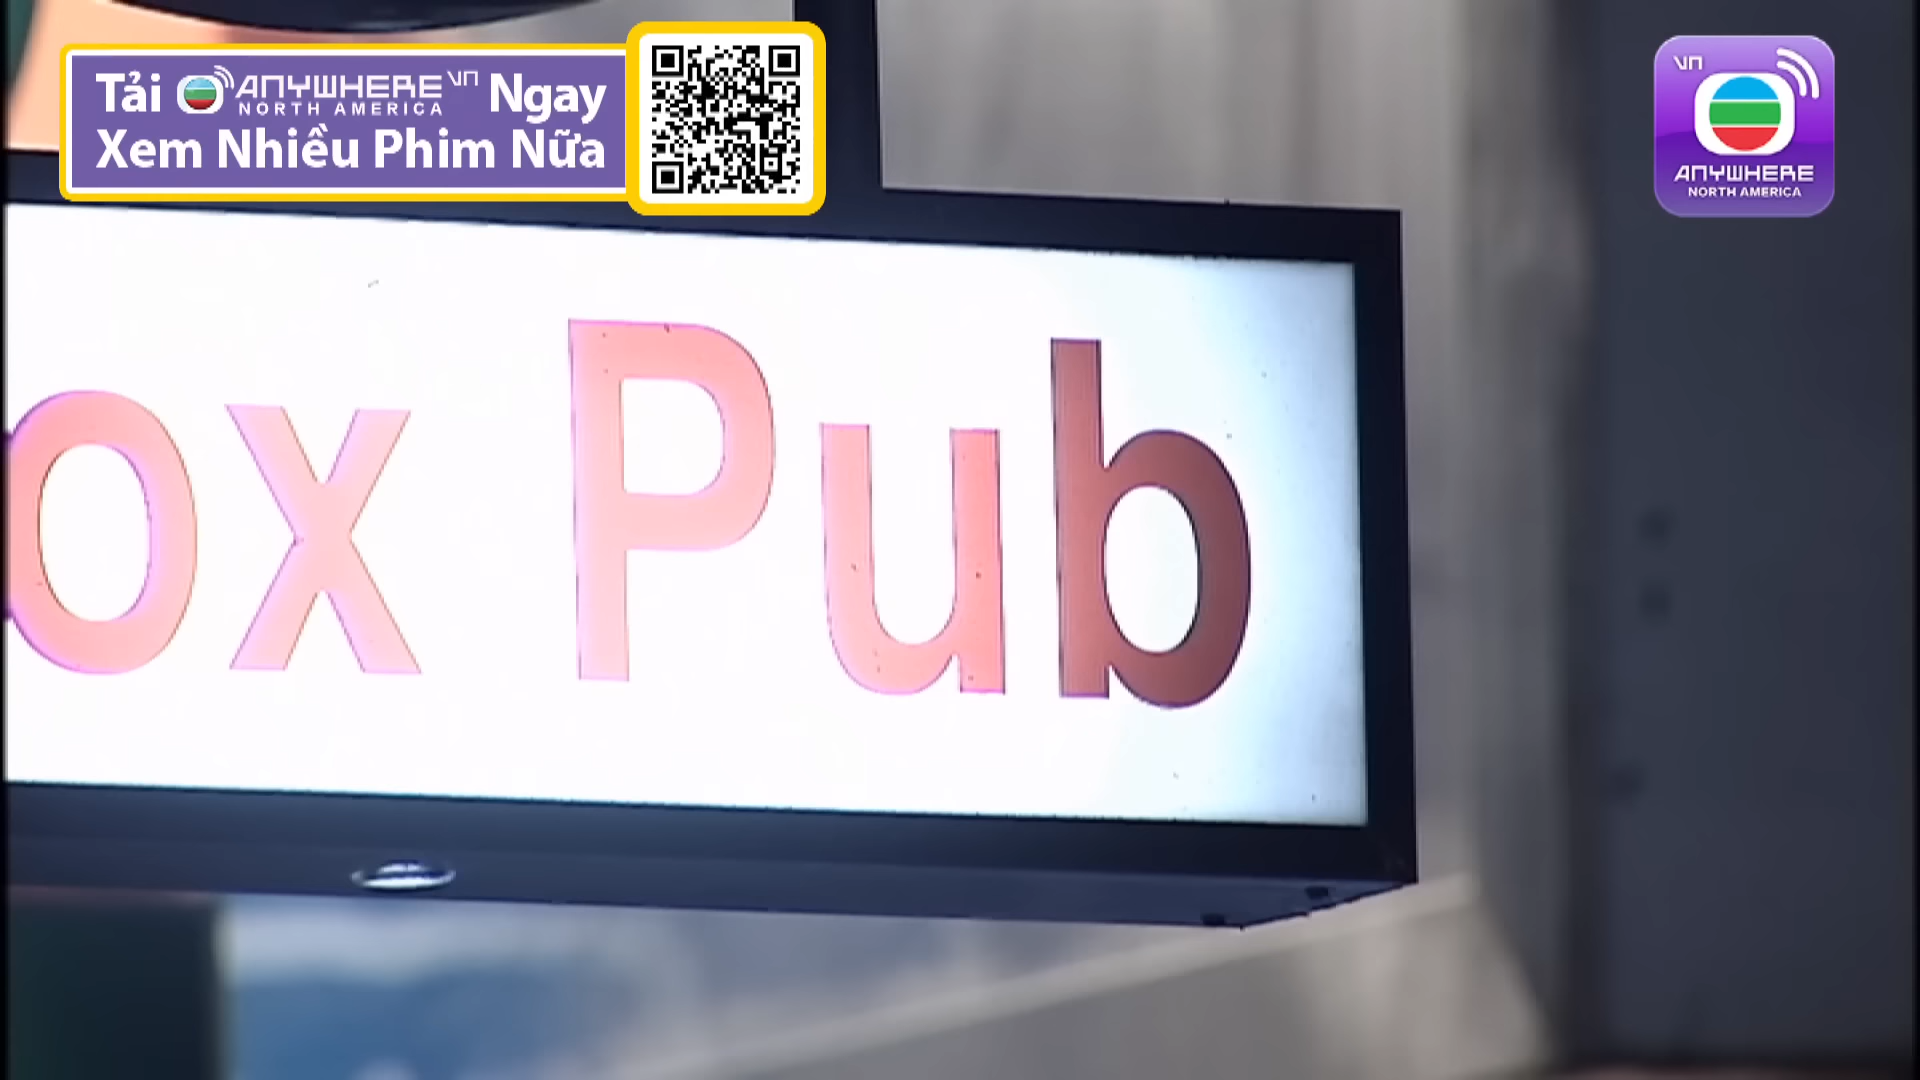 Tải ANYWHERE VN Ngay
NORTH AMERICA
Xem Nhiều Phim Nữa
VN
ANYWHERE
NORTH AMERICA
ox Pub